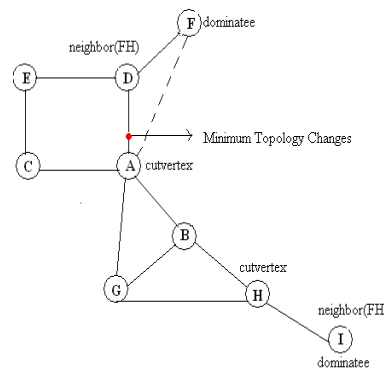 F dominatee
neighbor(FH)
E
D
Minimum Topology Changes
C
A cutvertex
B
cutvertex
G
H
neighbor(FH
I
dominatee